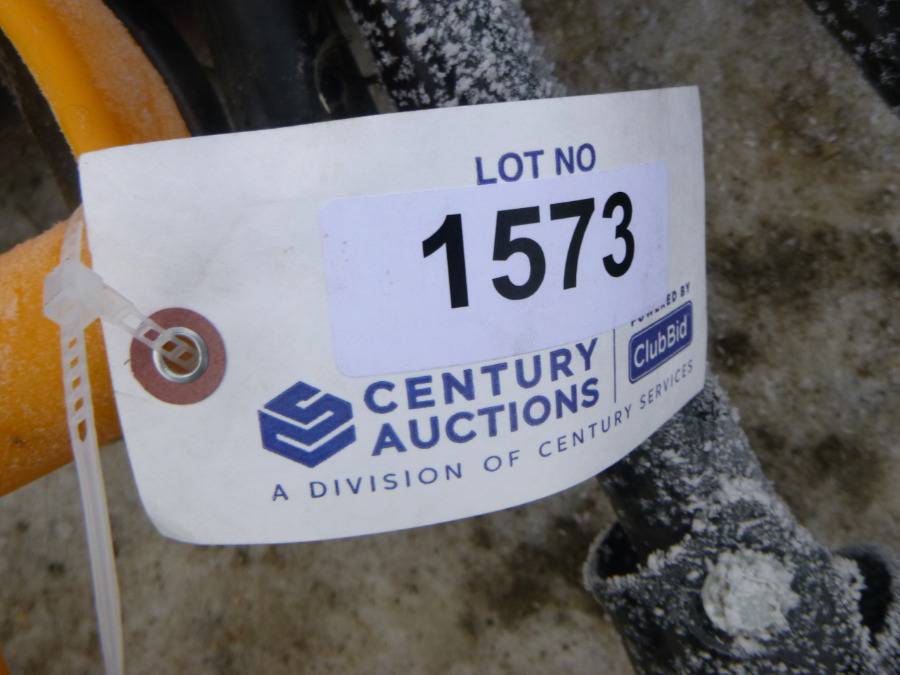 LOT NO
1573
POWERED BY
ClubBid
CENTURY
AUCTIONS
A DIVISION OF CENTURY SERVICES